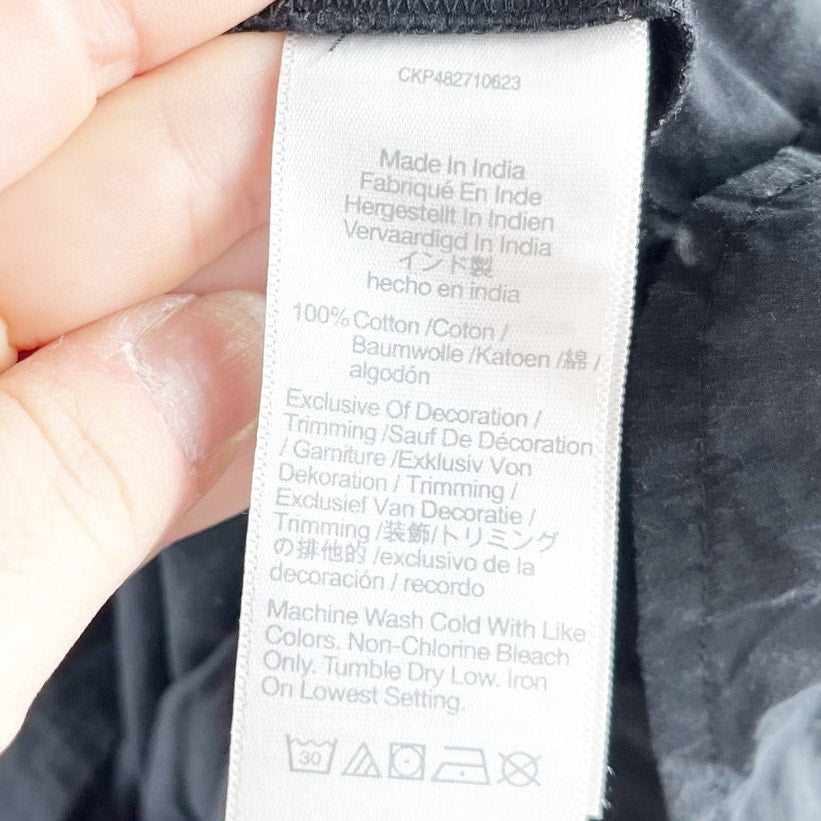 CKP482710623
Made In India
Fabriqué En Inde
Hergestellt In Indien
Vervaardigd In India
インド製
hecho en india
100% Cotton /Coton /
Baumwolle /Katoen /綿 /
algodón
Exclusive Of Decoration /
Trimming /Sauf De Décoration
/ Garniture /Exklusiv Von
Dekoration / Trimming /
Exclusief Van Decoratie /
Trimming /装飾/トリミング
の排他的 /exclusivo de la
decoración / recordo
Machine Wash Cold With Like
Colors. Non-Chlorine Bleach
Only. Tumble Dry Low. Iron
On Lowest Setting.
30